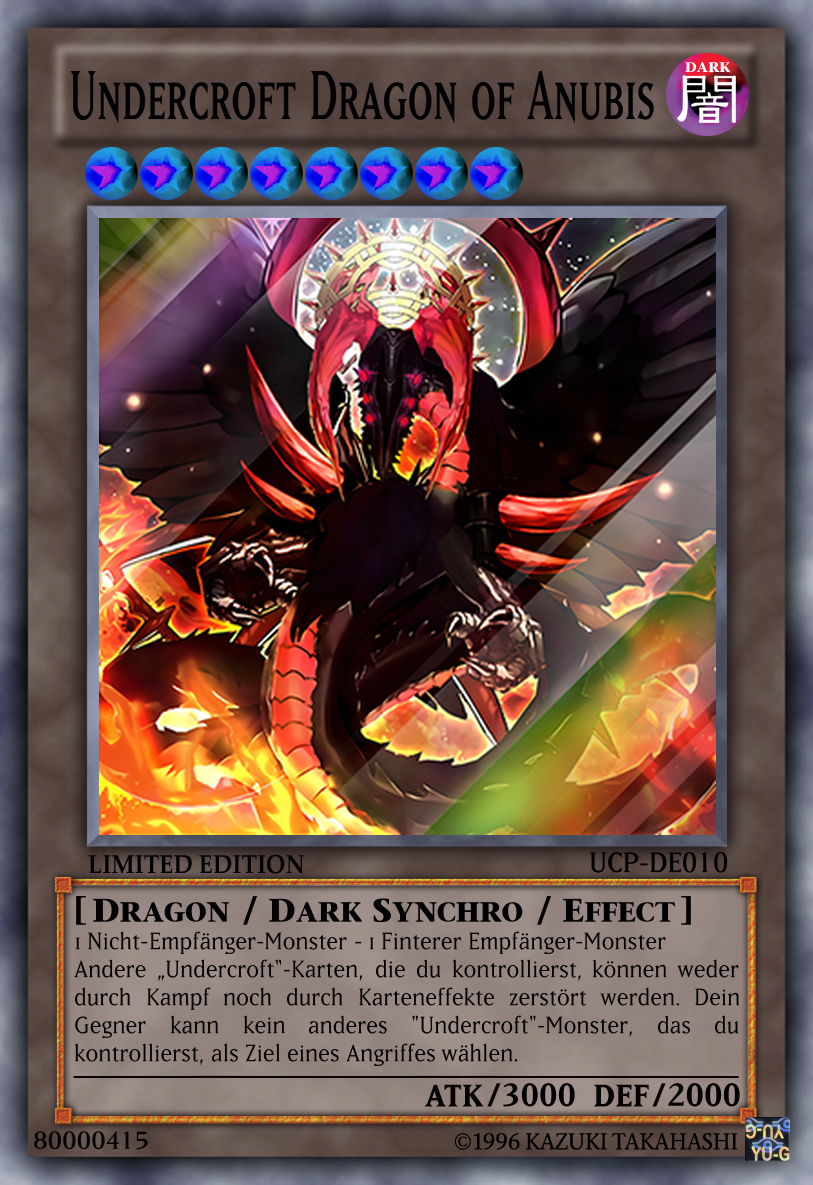 Undercroft Dragon of Anubis
DARK
闇
LIMITED EDITION
UCP-DE010
[ Dragon / Dark Synchro / Effect ]
1 Nicht-Empfänger-Monster - 1 Finterer Empfänger-Monster
Andere „Undercroft"-Karten, die du kontrollierst, können weder
durch Kampf noch durch Karteneffekte zerstört werden. Dein
Gegner kann kein anderes "Undercroft"-Monster, das du
kontrollierst, als Ziel eines Angriffes wählen.
ATK/3000 DEF/2000
80000415
©1996 KAZUKI TAKAHASHI
YU-G
YU-G